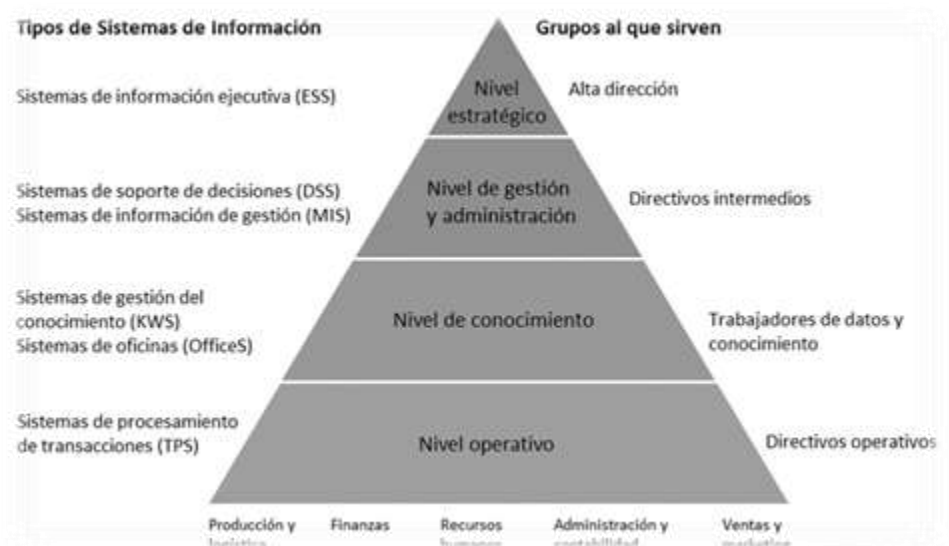 Tipos de Sistemas de Información
Grupos al que sirven
Sistemas de información ejecutiva (ESS)
Nivel
estratégico
Alta dirección
Sistemas de soporte de decisiones (DSS)
Sistemas de información de gestión (MIS)
Nivel de gestión
y administración
Directivos intermedios
Sistemas de gestión del
conocimiento (KWS)
Sistemas de oficinas (OfficeS)
Nivel de conocimiento
Trabajadores de datos y
conocimiento
Sistemas de procesamiento
de transacciones (TPS)
Nivel operativo
Directivos operativos
Producción y
Finanzas
Recursos
Administración y
Ventas y